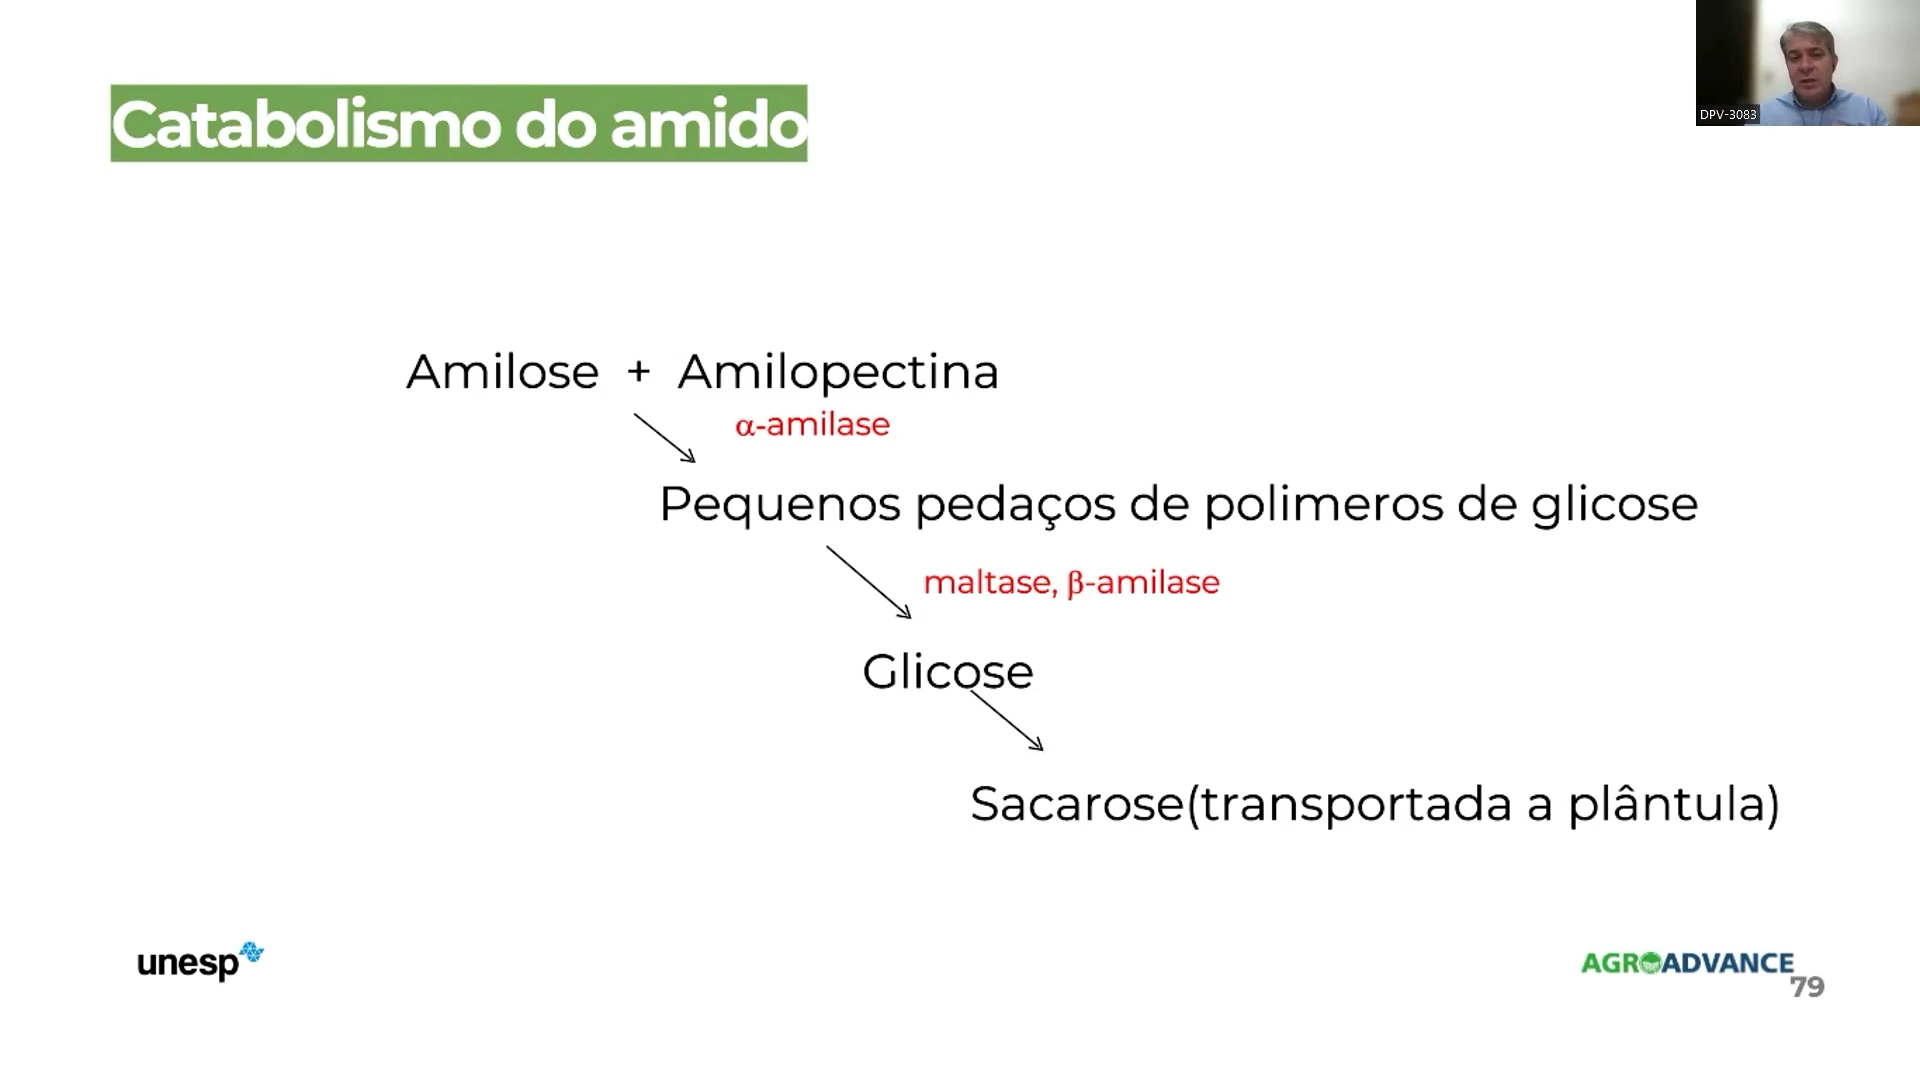 DPV-3083
Catabolismo do amido
Amilose + Amilopectina
α-amilase
Pequenos pedaços de polimeros de glicose
maltase, β-amilase
Glicose
Sacarose(transportada a plântula)
unesp
AGROADVANCE
79